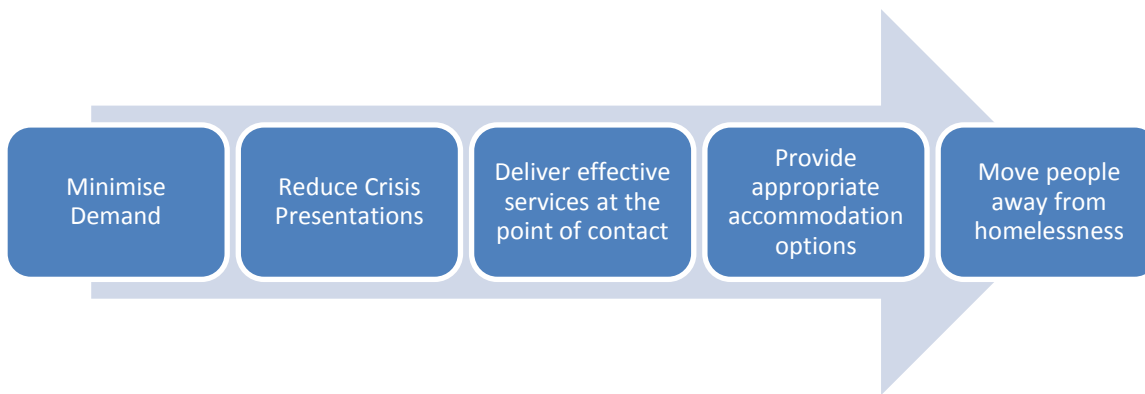 Minimise
Demand
Reduce Crisis
Presentations
Deliver effective
services at the
point of contact
Provide
appropriate
accommodation
options
Move people
away from
homelessness